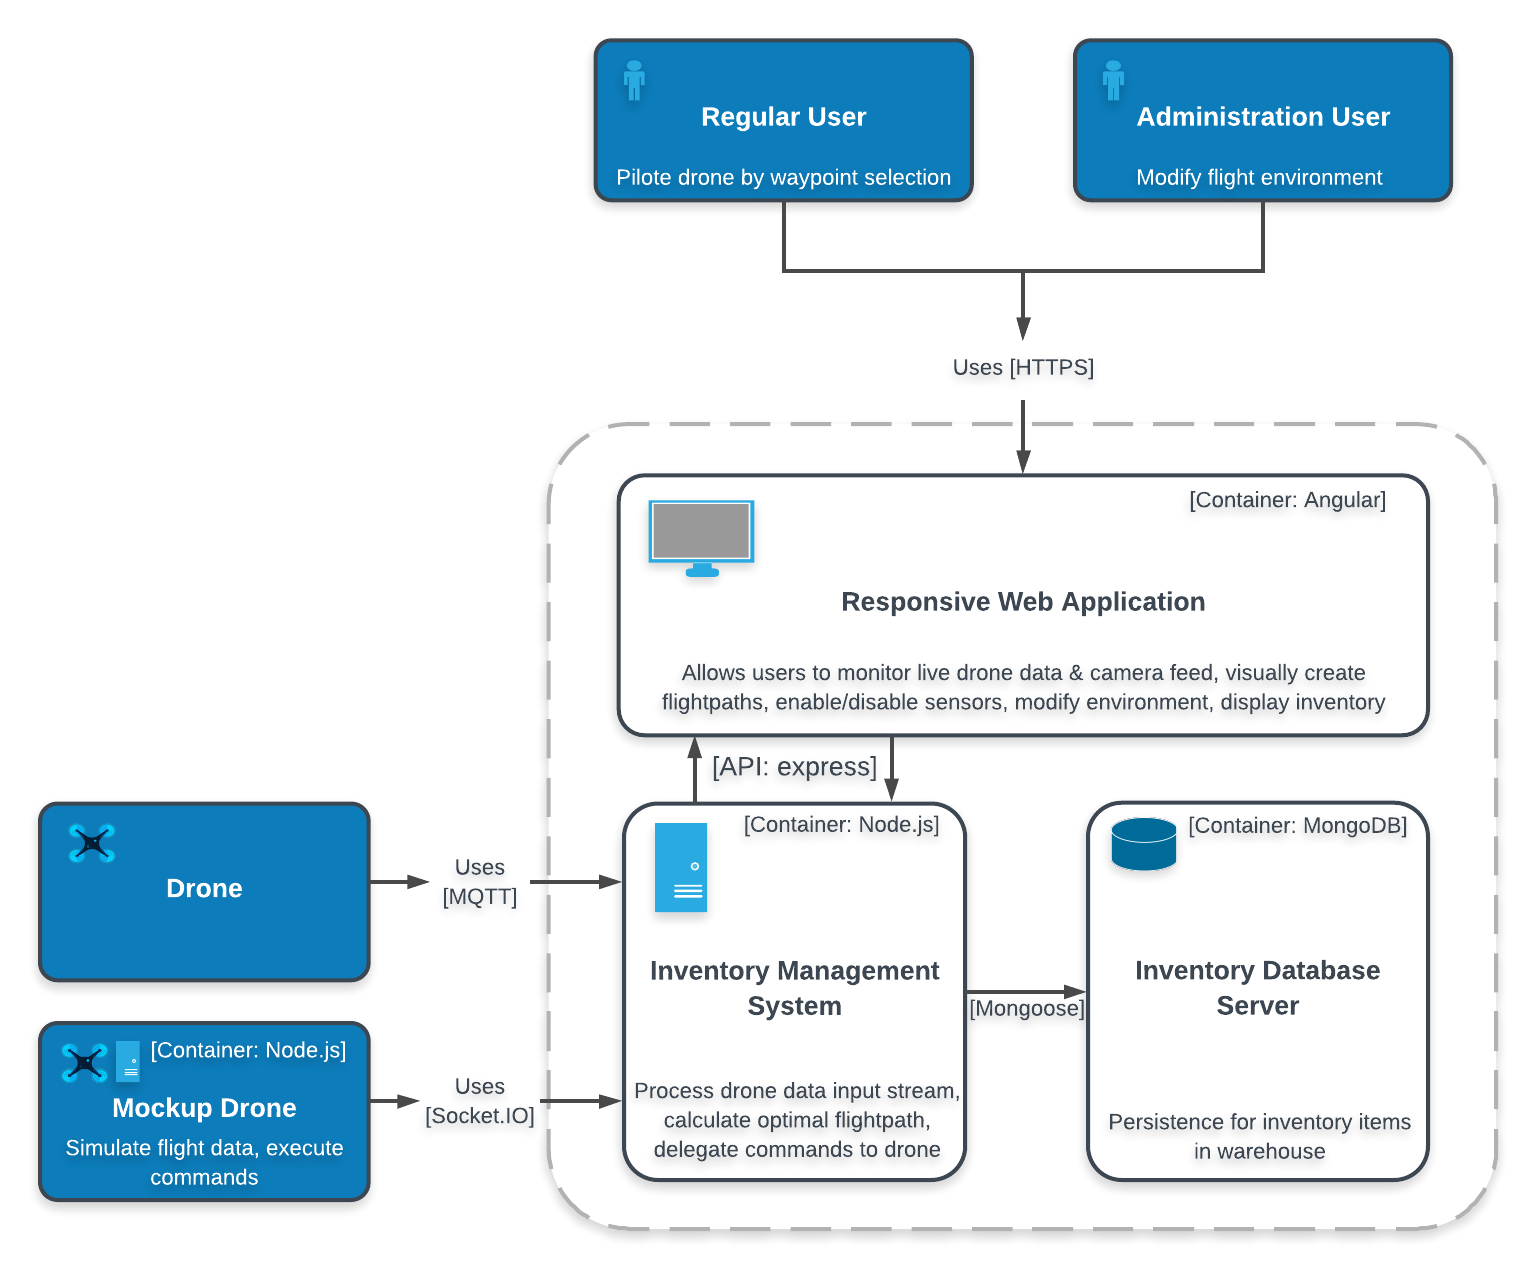 Regular User
Pilote drone by waypoint selection
Administration User
Modify flight environment
Uses [HTTPS]
[Container: Angular]
Responsive Web Application
Allows users to monitor live drone data & camera feed, visually create
flightpaths, enable/disable sensors, modify environment, display inventory
[API: express]
Drone
Uses
[MQTT]
[Container: Node.js]
Inventory Management
System
Process drone data input stream,
calculate optimal flightpath,
delegate commands to drone
[Mongoose]
[Container: MongoDB]
Inventory Database
Server
Persistence for inventory items
in warehouse
[Container: Node.js]
Mockup Drone
Simulate flight data, execute
commands
Uses
[Socket.IO]